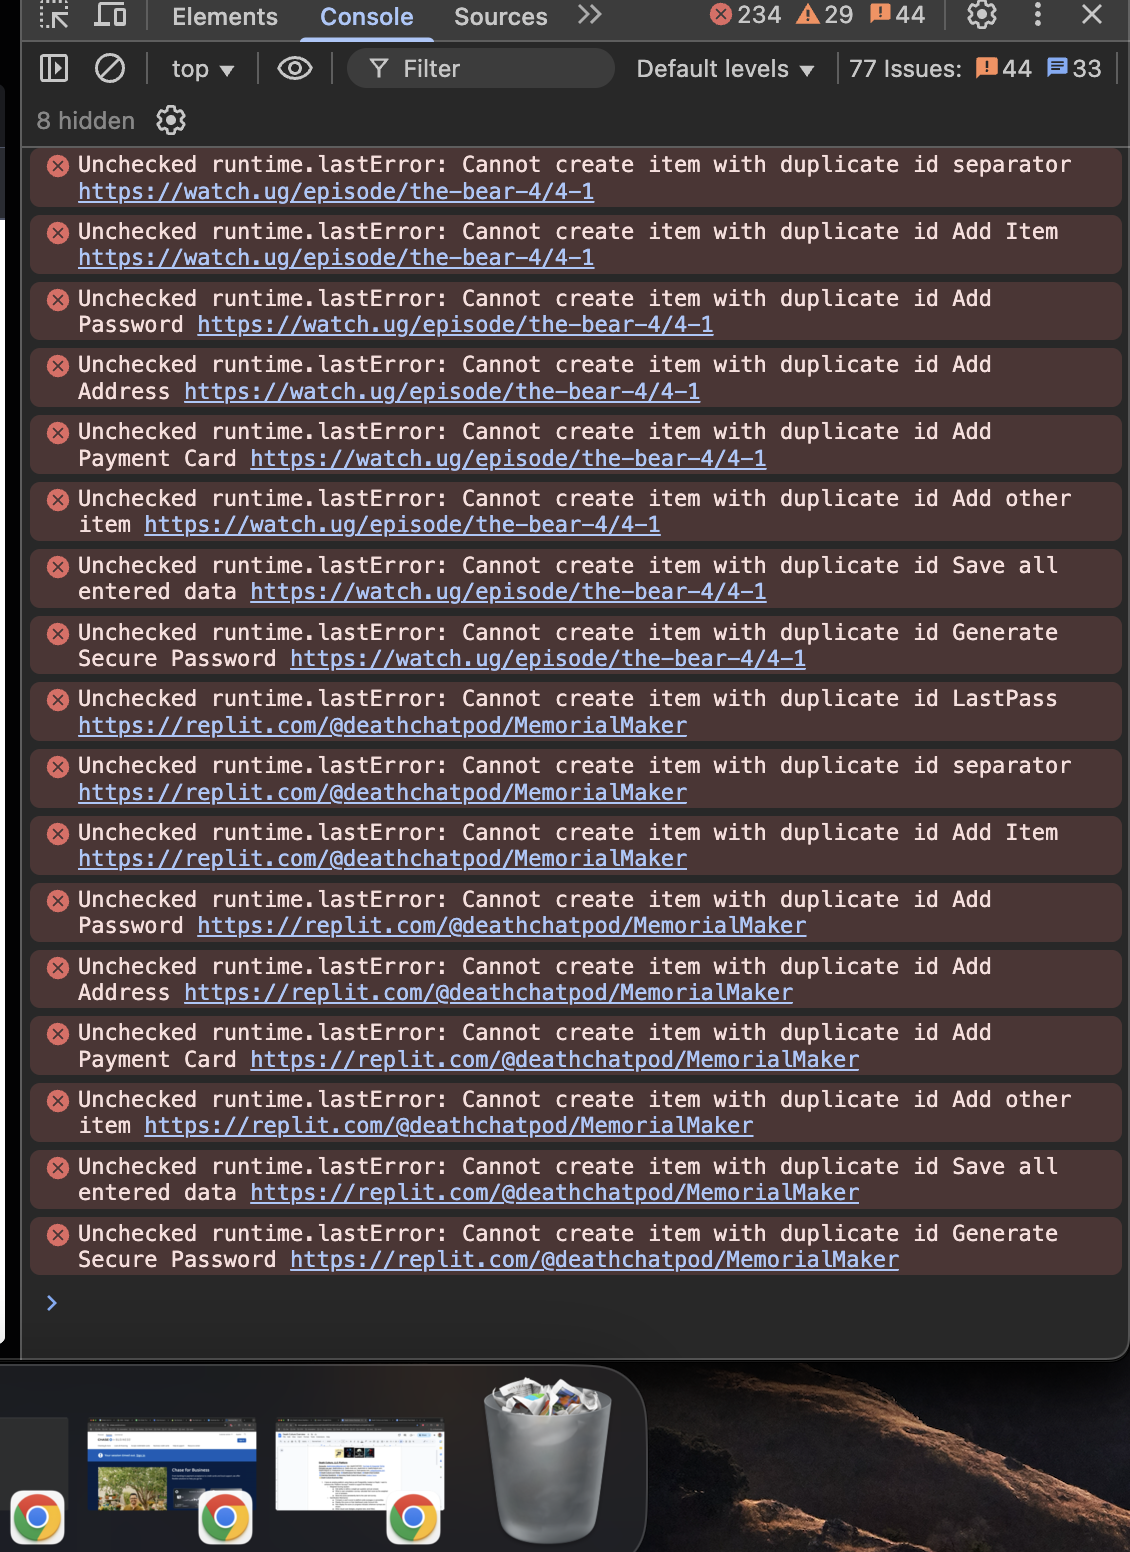 Elements Console Sources 234 29 44
top Filter Default levels 77 Issues: 44 33
8 hidden
Unchecked runtime.lastError: Cannot create item with duplicate id separator
https://watch.ug/episode/the-bear-4/4-1
Unchecked runtime.lastError: Cannot create item with duplicate id Add Item
https://watch.ug/episode/the-bear-4/4-1
Unchecked runtime.lastError: Cannot create item with duplicate id Add
Password https://watch.ug/episode/the-bear-4/4-1
Unchecked runtime.lastError: Cannot create item with duplicate id Add
Address https://watch.ug/episode/the-bear-4/4-1
Unchecked runtime.lastError: Cannot create item with duplicate id Add
Payment Card https://watch.ug/episode/the-bear-4/4-1
Unchecked runtime.lastError: Cannot create item with duplicate id Add other
item https://watch.ug/episode/the-bear-4/4-1
Unchecked runtime.lastError: Cannot create item with duplicate id Save all
entered data https://watch.ug/episode/the-bear-4/4-1
Unchecked runtime.lastError: Cannot create item with duplicate id Generate
Secure Password https://watch.ug/episode/the-bear-4/4-1
Unchecked runtime.lastError: Cannot create item with duplicate id LastPass
https://replit.com/@deathchatpod/MemorialMaker
Unchecked runtime.lastError: Cannot create item with duplicate id separator
https://replit.com/@deathchatpod/MemorialMaker
Unchecked runtime.lastError: Cannot create item with duplicate id Add Item
https://replit.com/@deathchatpod/MemorialMaker
Unchecked runtime.lastError: Cannot create item with duplicate id Add
Password https://replit.com/@deathchatpod/MemorialMaker
Unchecked runtime.lastError: Cannot create item with duplicate id Add
Address https://replit.com/@deathchatpod/MemorialMaker
Unchecked runtime.lastError: Cannot create item with duplicate id Add
Payment Card https://replit.com/@deathchatpod/MemorialMaker
Unchecked runtime.lastError: Cannot create item with duplicate id Add other
item https://replit.com/@deathchatpod/MemorialMaker
Unchecked runtime.lastError: Cannot create item with duplicate id Save all
entered data https://replit.com/@deathchatpod/MemorialMaker
Unchecked runtime.lastError: Cannot create item with duplicate id Generate
Secure Password https://replit.com/@deathchatpod/MemorialMaker
Chase for Business